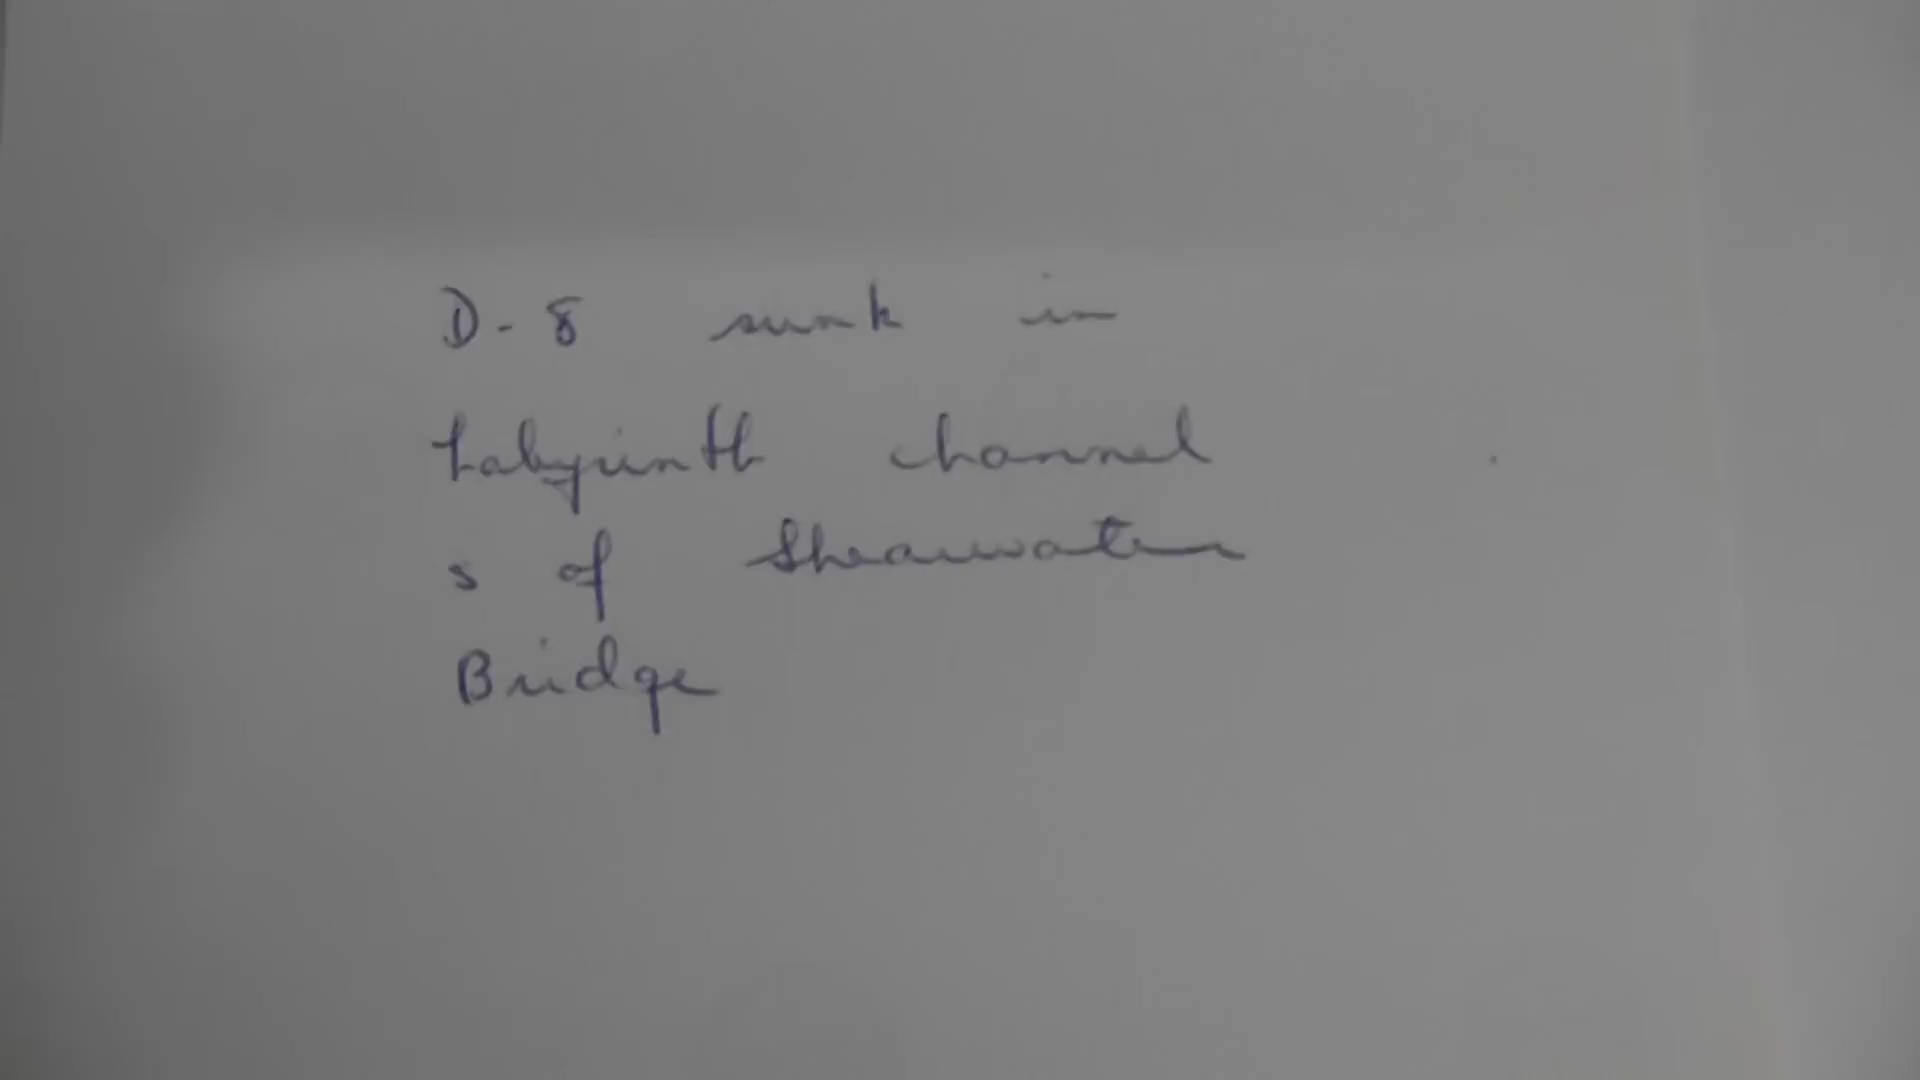 D-8 sunk in
Labyrinth channel
s of Shearwater
Bridge